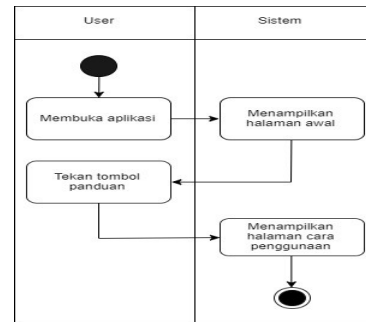 User
Sistem
Membuka aplikasi
Menampilkan
halaman awal
Tekan tombol
panduan
Menampilkan
halaman cara
penggunaan